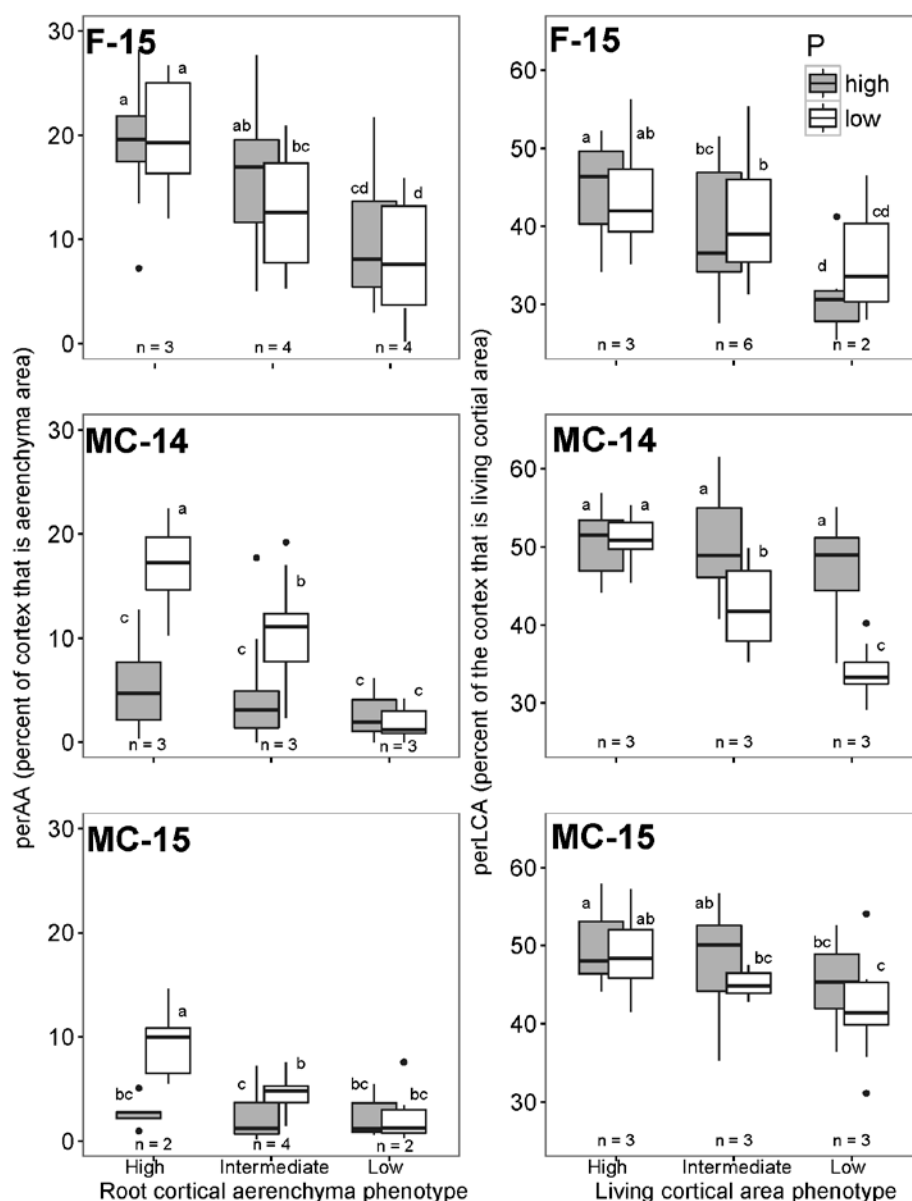 F-15
30
20
10
0
a
a
ab
bc
cd
d
n = 3
n = 4
n = 4
F-15
P
high
low
60
50
40
30
a
ab
bc
b
d
cd
n = 3
n = 6
n = 2
perAA (percent of cortex that is aerenchyma area)
perLCA (percent of the cortex that is living cortial area)
MC-14
30
20
10
0
c
a
c
b
c
c
n = 3
n = 3
n = 3
MC-14
60
50
40
30
a
a
a
b
a
c
n = 3
n = 3
n = 3
MC-15
30
20
10
0
bc
a
c
b
bc
bc
n = 2
n = 4
n = 2
High Intermediate Low
Root cortical aerenchyma phenotype
MC-15
60
50
40
30
a
ab
ab
bc
bc
c
n = 3
n = 3
n = 3
High Intermediate Low
Living cortical area phenotype